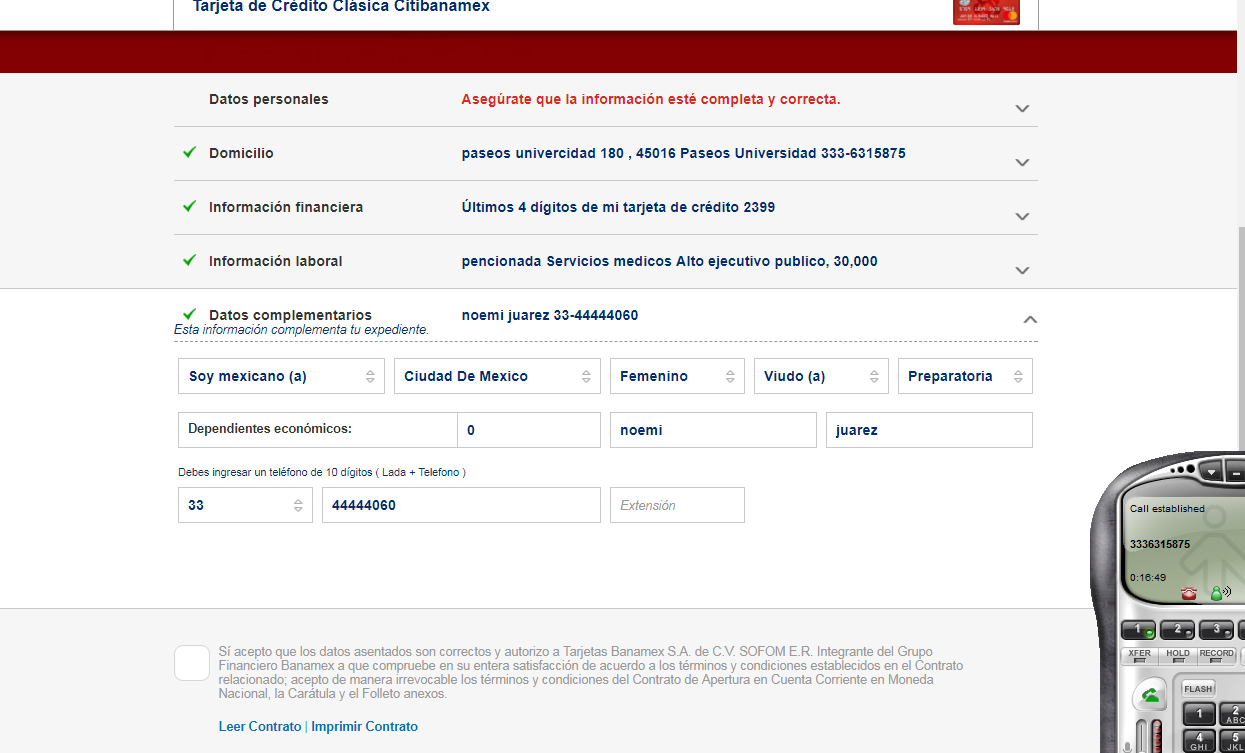 Tarjeta de Crédito Clásica Citibanamex
Datos personales
Asegúrate que la información esté completa y correcta.
Domicilio
paseos univercidad 180 , 45016 Paseos Universidad 333-6315875
Información financiera
Últimos 4 dígitos de mi tarjeta de crédito 2399
Información laboral
pencionada Servicios medicos Alto ejecutivo publico, 30,000
Datos complementarios
noemi juarez 33-44444060
Esta información complementa tu expediente.
Soy mexicano (a)
Ciudad De Mexico
Femenino
Viudo (a)
Preparatoria
Dependientes económicos:
0
noemi
juarez
Debes ingresar un teléfono de 10 dígitos ( Lada + Telefono )
33
44444060
Extensión
Call established
3336315875
0:16:49
1
2
3
XFER
HOLD
RECORD
FLASH
1
2
ABC
4
GHI
5
JKL
Sí acepto que los datos asentados son correctos y autorizo a Tarjetas Banamex S.A. de C.V. SOFOM E.R. Integrante del Grupo
Financiero Banamex a que compruebe en su entera satisfacción de acuerdo a los términos y condiciones establecidos en el Contrato
relacionado; acepto de manera irrevocable los términos y condiciones del Contrato de Apertura en Cuenta Corriente en Moneda
Nacional, la Carátula y el Folleto anexos.
Leer Contrato | Imprimir Contrato